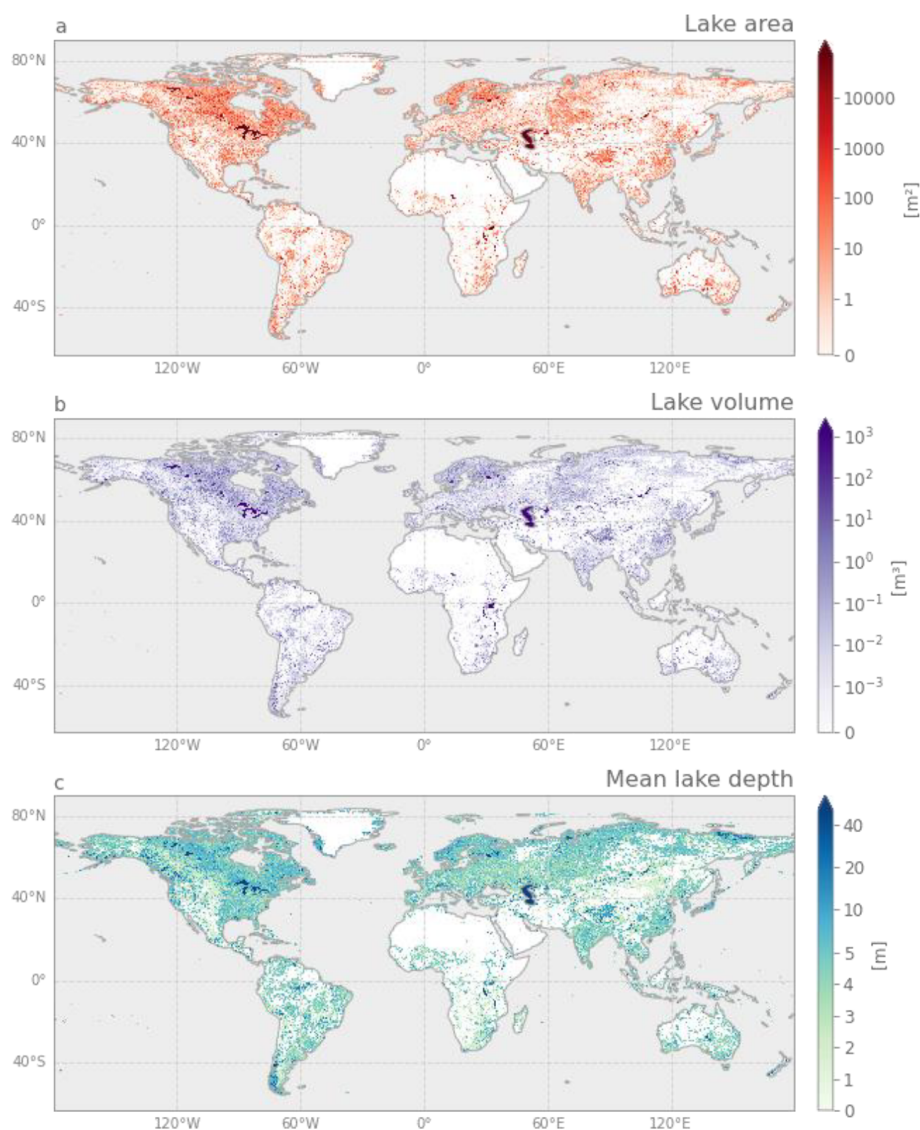 a Lake area
80°N
40°N
0°
40°S
120°W 60°W 0° 60°E 120°E
10000
1000
100
10
1
0
[m²]
b Lake volume
80°N
40°N
0°
40°S
120°W 60°W 0° 60°E 120°E
10³
10²
10¹
10⁰
10⁻¹
10⁻²
10⁻³
0
[m³]
c Mean lake depth
80°N
40°N
0°
40°S
120°W 60°W 0° 60°E 120°E
40
20
10
5
4
3
2
1
0
[m]